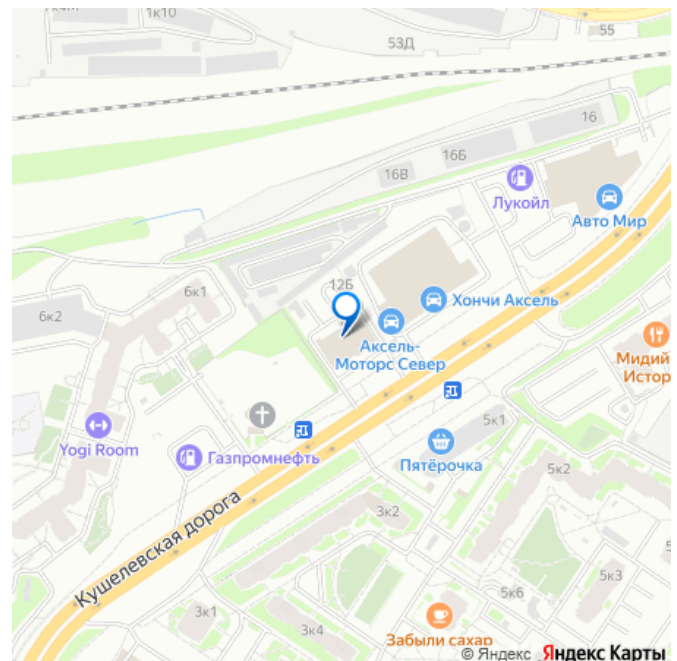 1к4М
1к10
55
53Д
16
16Б
16В
Лукойл
Авто Мир
12Б
6к1
6к2
Хончи Аксель
Аксель-
Моторс Север
Мидий
Истор
Yogi Room
Газпромнефть
5к1
Пятёрочка
5к2
Кушелевская дорога
3к2
5к3
5к6
3к1
3к4
Забыли сахар
© Яндекс Яндекс Карты